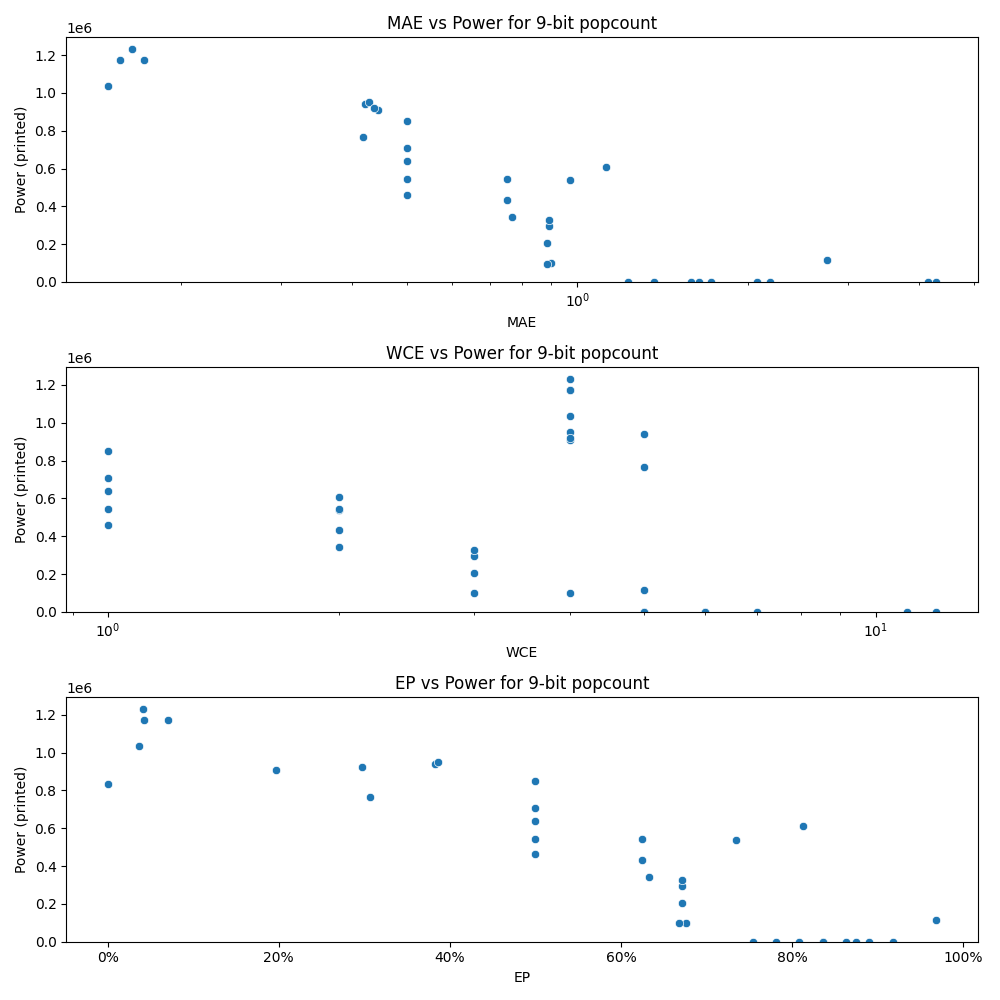 MAE vs Power for 9-bit popcount
1e6
1.2
1.0
0.8
0.6
0.4
0.2
0.0
Power (printed)
10⁰
MAE
WCE vs Power for 9-bit popcount
1e6
1.2
1.0
0.8
0.6
0.4
0.2
0.0
Power (printed)
10⁰ 10¹
WCE
EP vs Power for 9-bit popcount
1e6
1.2
1.0
0.8
0.6
0.4
0.2
0.0
Power (printed)
0% 20% 40% 60% 80% 100%
EP